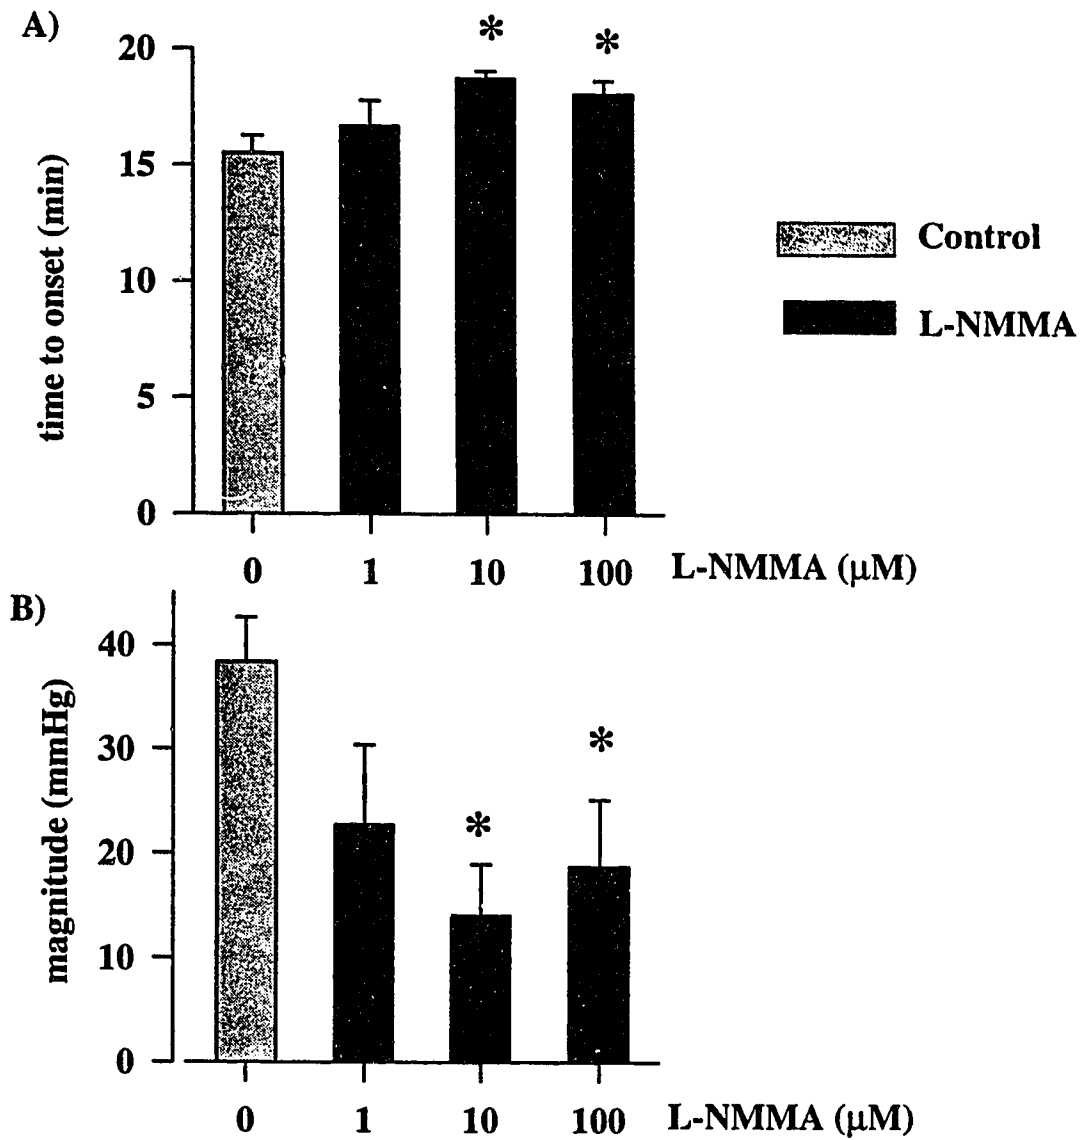 A)
20
15
10
5
0
time to onset (min)
* *
Control
L-NMMA
0 1 10 100 L-NMMA (μM)
B)
40
30
20
10
0
magnitude (mmHg)
* *
0 1 10 100 L-NMMA (μM)